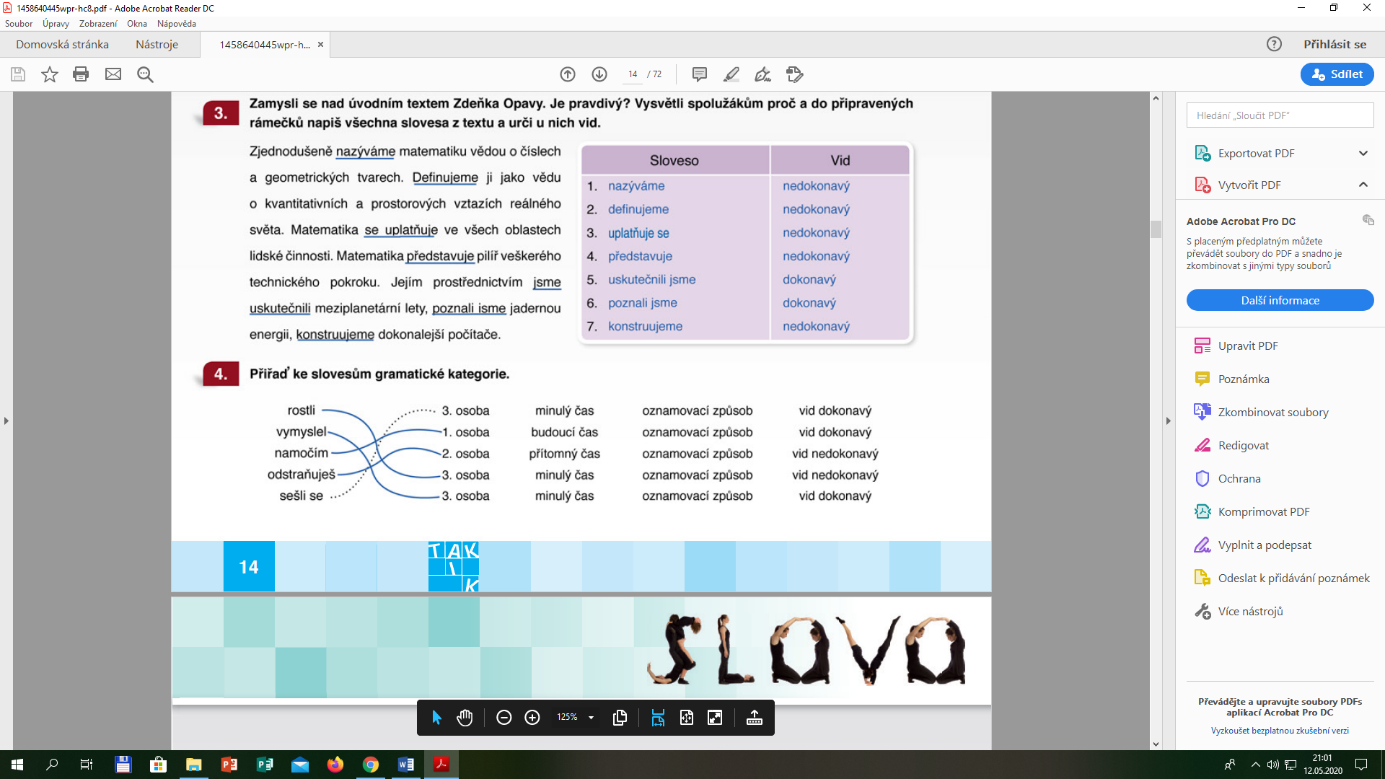 1458640445wpr-hc8.pdf - Adobe Acrobat Reader DC
Soubor Úpravy Zobrazení Okna Nápověda
Domovská stránka Nástroje 1458640445wpr-h... × Přihlásit se
14 / 72 Sdílet
3. Zamysli se nad úvodním textem Zdeňka Opavy. Je pravdivý? Vysvětli spolužákům proč a do připravených
rámečků napiš všechna slovesa z textu a urči u nich vid.
Zjednodušeně nazýváme matematiku vědou o číslech
a geometrických tvarech. Definujeme ji jako vědu
o kvantitativních a prostorových vztazích reálného
světa. Matematika se uplatňuje ve všech oblastech
lidské činnosti. Matematika představuje pilíř veškerého
technického pokroku. Jejím prostřednictvím jsme
uskutečnili meziplanetární lety, poznali jsme jadernou
energii, konstruujeme dokonalejší počítače.
Sloveso Vid
1. nazýváme nedokonavý
2. definujeme nedokonavý
3. uplatňuje se nedokonavý
4. představuje nedokonavý
5. uskutečnili jsme dokonavý
6. poznali jsme dokonavý
7. konstruujeme nedokonavý
4. Přiřaď ke slovesům gramatické kategorie.
rostli 3. osoba minulý čas oznamovací způsob vid dokonavý
vymyslel 1. osoba budoucí čas oznamovací způsob vid dokonavý
namočím 2. osoba přítomný čas oznamovací způsob vid nedokonavý
odstraňuješ 3. osoba minulý čas oznamovací způsob vid nedokonavý
sešli se 3. osoba minulý čas oznamovací způsob vid dokonavý
14
TAK
I
K
SLOVO
125%
Hledání „Sloučit PDF“
Exportovat PDF
Vytvořit PDF
Adobe Acrobat Pro DC
S placeným předplatným můžete
převádět soubory do PDF a snadno je
zkombinovat s jinými typy souborů
Další informace
Upravit PDF
Poznámka
Zkombinovat soubory
Redigovat
Ochrana
Komprimovat PDF
Vyplnit a podepsat
Odeslat k přidávání poznámek
Více nástrojů
Převádějte a upravujte soubory PDFs
aplikací Acrobat Pro DC
Vyzkoušet bezplatnou zkušební verzi
21:01
12.05.2020